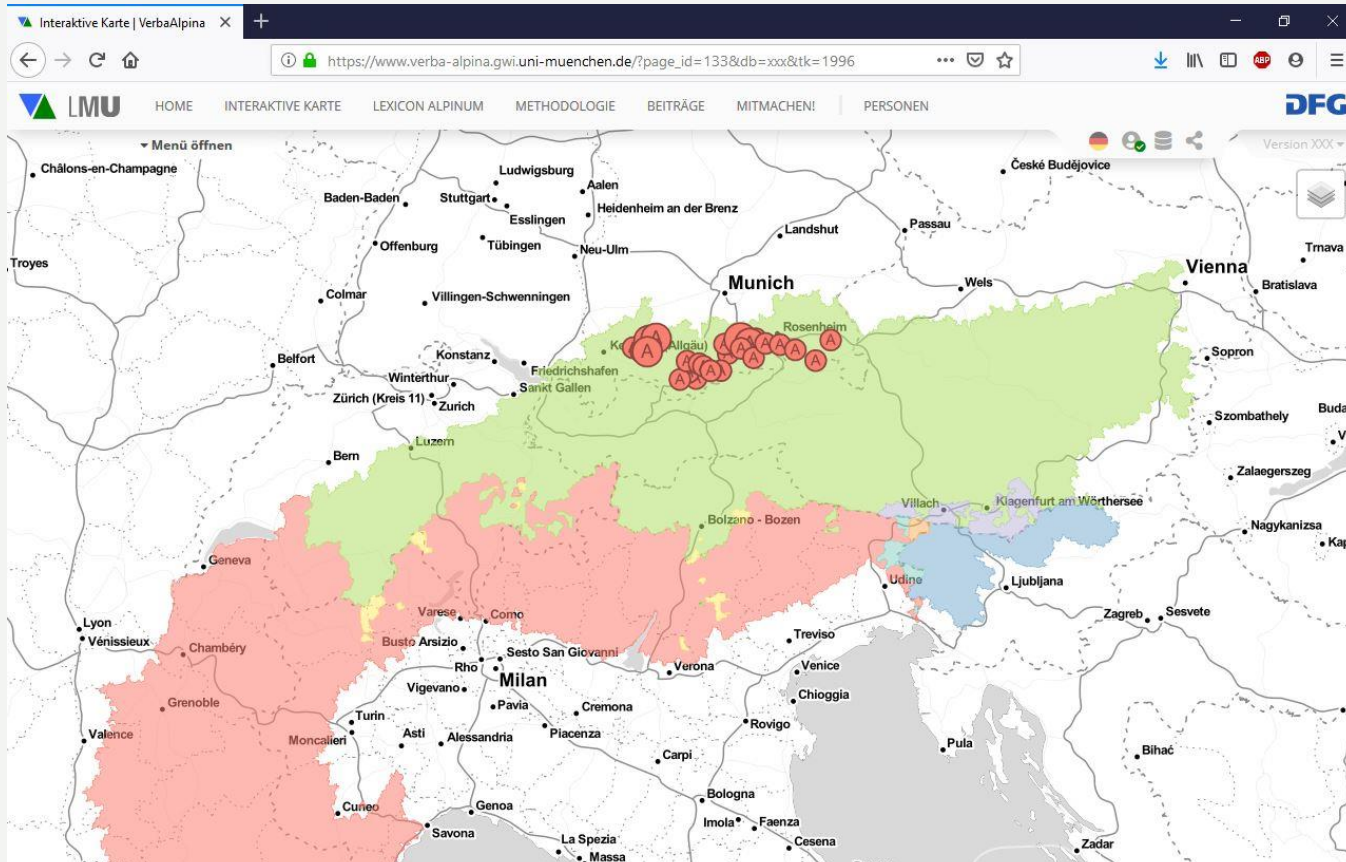 Interaktive Karte | VerbaAlpina
https://www.verba-alpina.gwi.uni-muenchen.de/?page_id=133&db=xxx&tk=1996
ABP
LMU HOME INTERAKTIVE KARTE LEXICON ALPINUM METHODOLOGIE BEITRÄGE MITMACHEN! PERSONEN DFG
Menü öffnen
Version XXX
Châlons-en-Champagne
Ludwigsburg
České Budějovice
Baden-Baden
Stuttgart
Aalen
Esslingen
Heidenheim an der Brenz
Offenburg
Tübingen
Neu-Ulm
Landshut
Passau
Troyes
Trnava
Vienna
Colmar
Villingen-Schwenningen
Munich
Wels
Bratislava
Rosenheim
Allgäu)
A
A
A
A
A
A
A
A
A
A
A
A
A
A
Belfort
Konstanz
Friedrichshafen
Sopron
Winterthur
Sankt Gallen
Zürich (Kreis 11)
Zurich
Szombathely
Buda
Luzern
Bern
Zalaegerszeg
Villach
Klagenfurt am Wörthersee
Bolzano - Bozen
Nagykanizsa
Kap
Geneva
Udine
Ljubljana
Lyon
Varese
Como
Zagreb
Sesvete
Vénissieux
Chambéry
Busto Arsizio
Sesto San Giovanni
Treviso
Rho
Milan
Verona
Venice
Grenoble
Vigevano
Pavia
Cremona
Chioggia
Turin
Asti
Alessandria
Piacenza
Rovigo
Valence
Moncalieri
Carpi
Pula
Bihać
Cuneo
Genoa
Bologna
Savona
Imola
Faenza
La Spezia
Cesena
Zadar
Massa